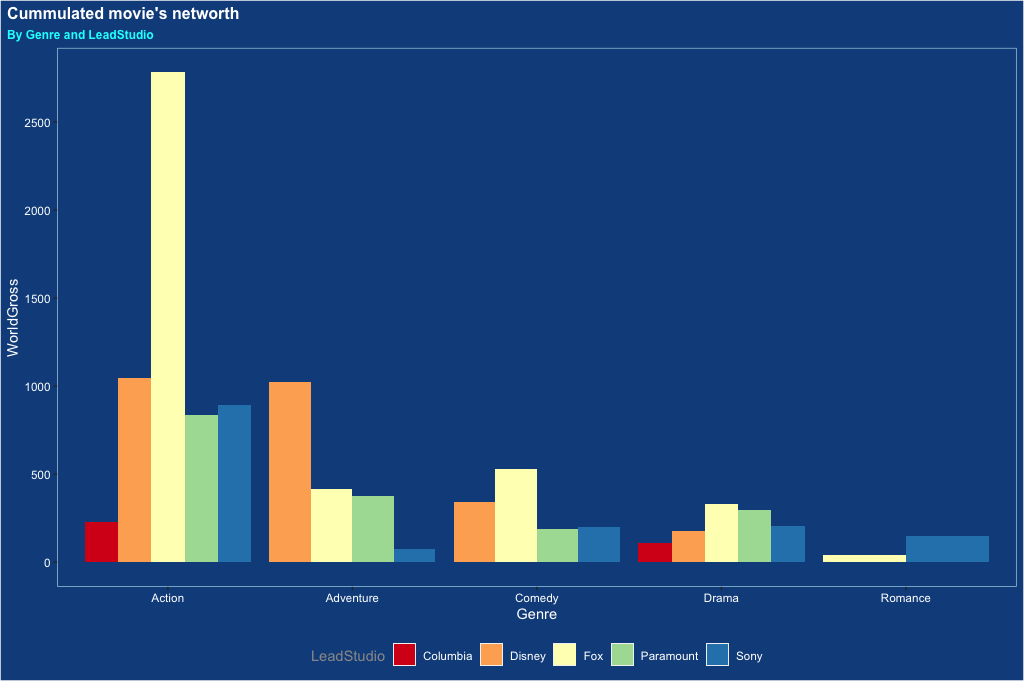 Cummulated movie's networth
By Genre and LeadStudio
WorldGross
2500
2000
1500
1000
500
0
Action Adventure Comedy Drama Romance
Genre
LeadStudio Columbia Disney Fox Paramount Sony